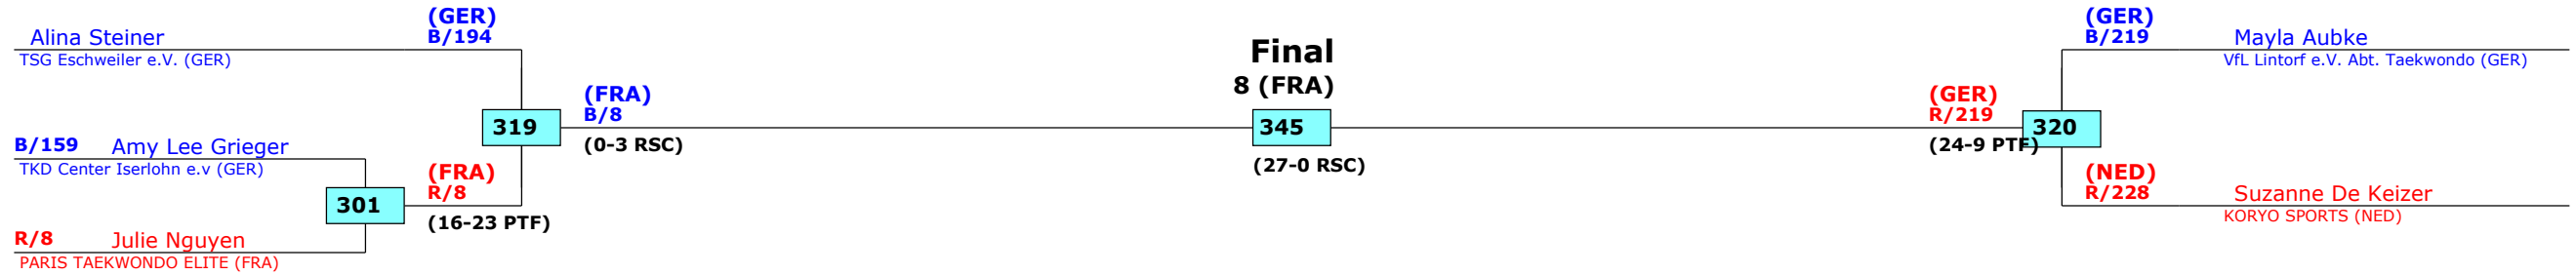 (GER)
B/194
Alina Steiner
TSG Eschweiler e.V. (GER)
B/159 Amy Lee Grieger
TKD Center Iserlohn e.v (GER)
R/8 Julie Nguyen
PARIS TAEKWONDO ELITE (FRA)
301
(FRA)
R/8
(16-23 PTF)
319
(FRA)
B/8
(0-3 RSC)
Final
8 (FRA)
345
(27-0 RSC)
(GER)
R/219
(24-9 PTF)
320
(GER)
B/219 Mayla Aubke
VfL Lintorf e.V. Abt. Taekwondo (GER)
(NED)
R/228 Suzanne De Keizer
KORYO SPORTS (NED)